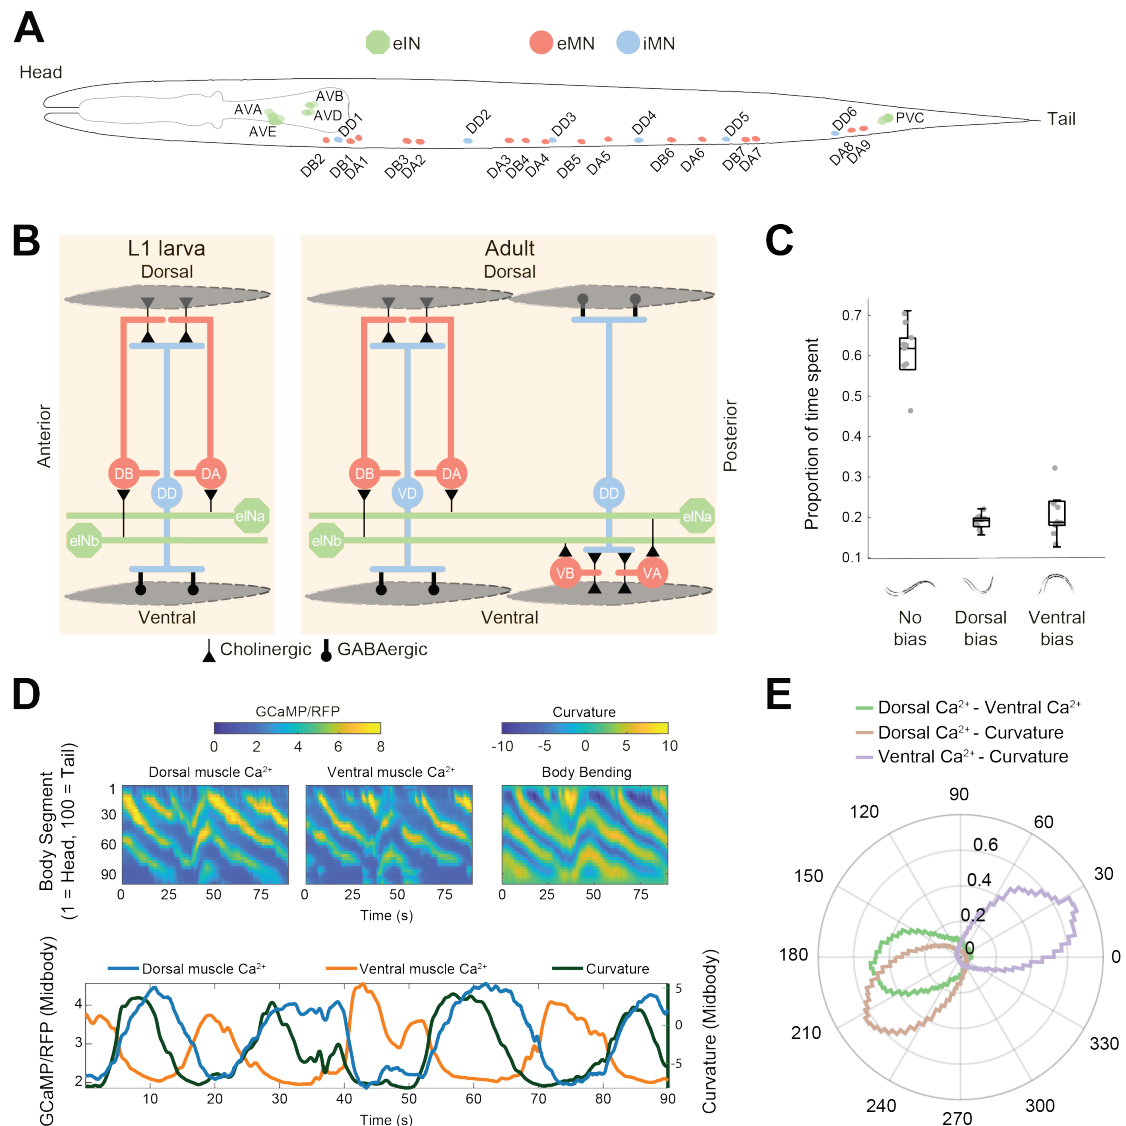 A
eIN
eMN
iMN
Head
AVB
AVA
AVD
AVE
DD1
DD2
DD3
DD4
DD5
DD6
PVC
Tail
DB2
DB1
DA1
DB3
DA2
DA3
DB4
DA4
DB5
DA5
DB6
DA6
DB7
DA7
DA8
DA9
B
L1 larva
Dorsal
Adult
Dorsal
Anterior
Posterior
DB
DA
DD
eINa
eINb
DB
DA
VD
DD
eINa
eINb
VB
VA
Ventral
Ventral
Cholinergic
GABAergic
C
Proportion of time spent
0.7
0.6
0.5
0.4
0.3
0.2
0.1
No bias
Dorsal bias
Ventral bias
D
GCaMP/RFP
0 2 4 6 8
Curvature
-10 -5 0 5 10
Body Segment
(1 = Head, 100 = Tail)
Dorsal muscle Ca²⁺
Ventral muscle Ca²⁺
Body Bending
1
30
60
90
0 25 50 75
0 25 50 75
0 25 50 75
Time (s)
Dorsal muscle Ca²⁺
Ventral muscle Ca²⁺
Curvature
GCaMP/RFP (Midbody)
4
3
2
5
0
-5
Curvature (Midbody)
10 20 30 40 50 60 70 80 90
Time (s)
E
Dorsal Ca²⁺ - Ventral Ca²⁺
Dorsal Ca²⁺ - Curvature
Ventral Ca²⁺ - Curvature
90
120
60
150
30
180
0
210
330
240
300
270
0.6
0.4
0.2
0